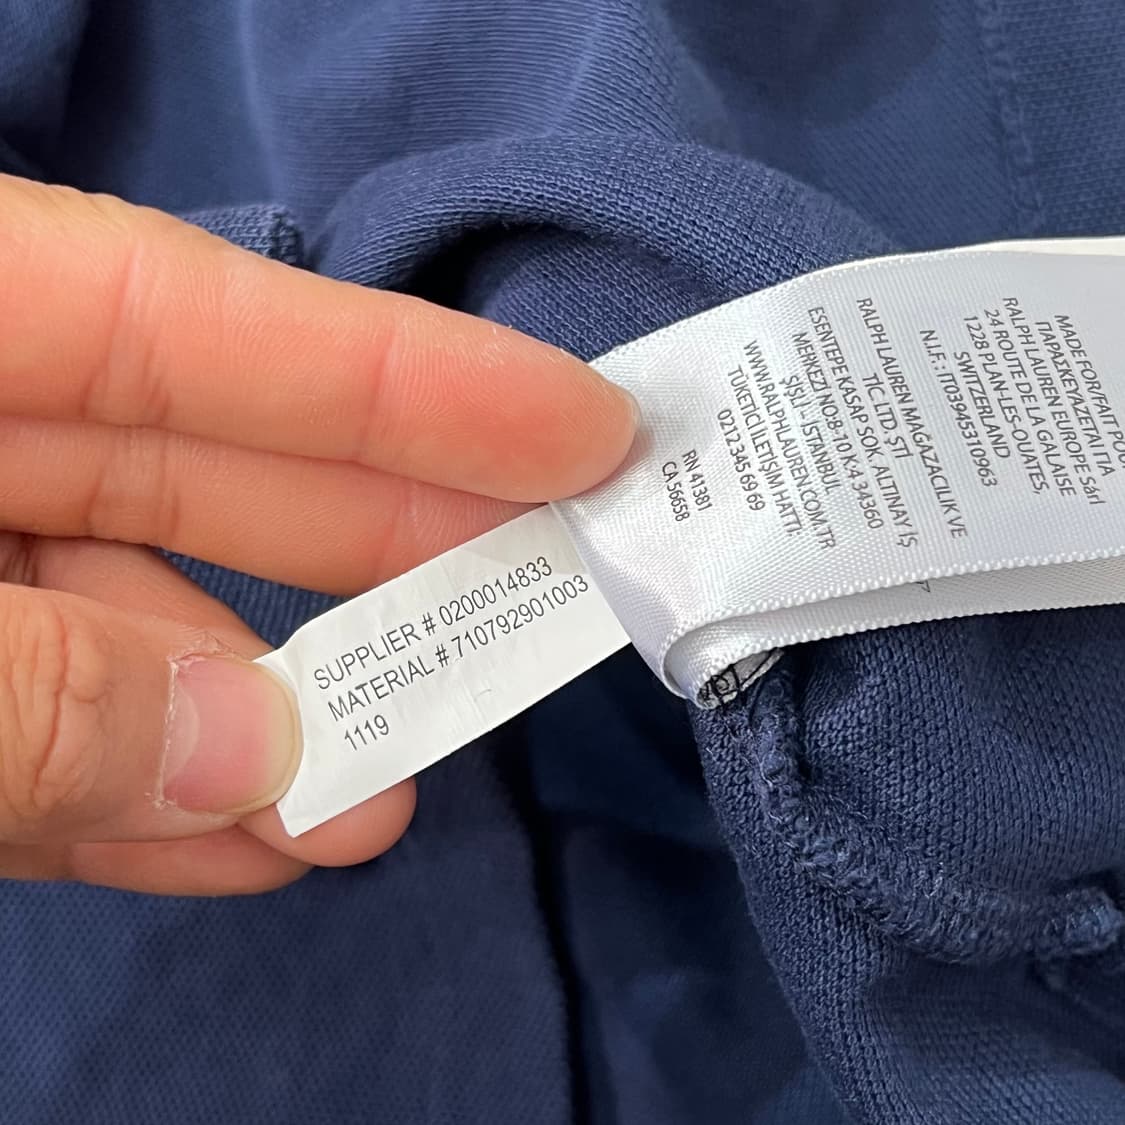 MADE FOR/FAIT POU
ΠΑΡΑΣΚΕΥΑΖΕΤΑΙ ΓΙΑ
RALPH LAUREN EUROPE Sàrl
24 ROUTE DE LA GALAISE
1228 PLAN-LES-OUATES,
SWITZERLAND
N.I.F.: IT03945310963
RALPH LAUREN MAĞAZACILIK VE
TİC. LTD. ŞTİ
ESENTEPE KASAP SOK. ALTINAY İŞ
MERKEZİ NO:8-10 K:4 34360
ŞİŞLİ - İSTANBUL
WWW.RALPHLAUREN.COM.TR
TÜKETİCİ İLETİŞİM HATTI:
0212 345 69 69
RN 41381
CA 56658
SUPPLIER # 0200014833
MATERIAL # 710792901003
1119